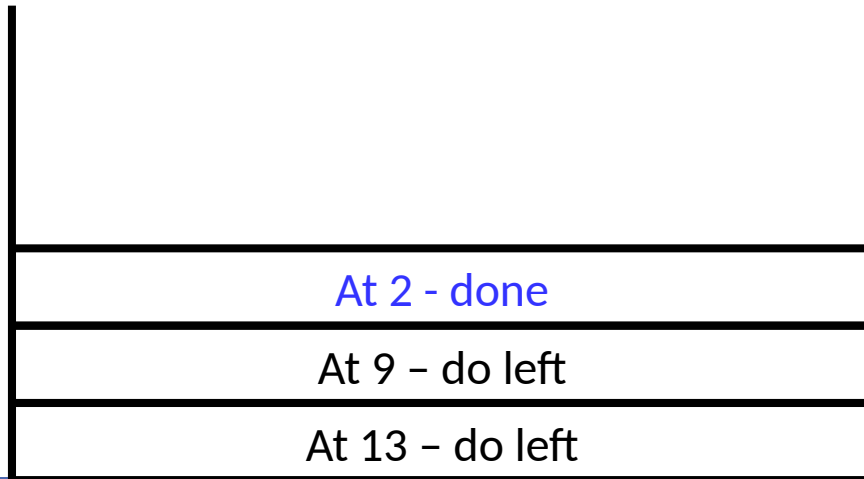 At 2 - done
At 9 – do left
At 13 – do left